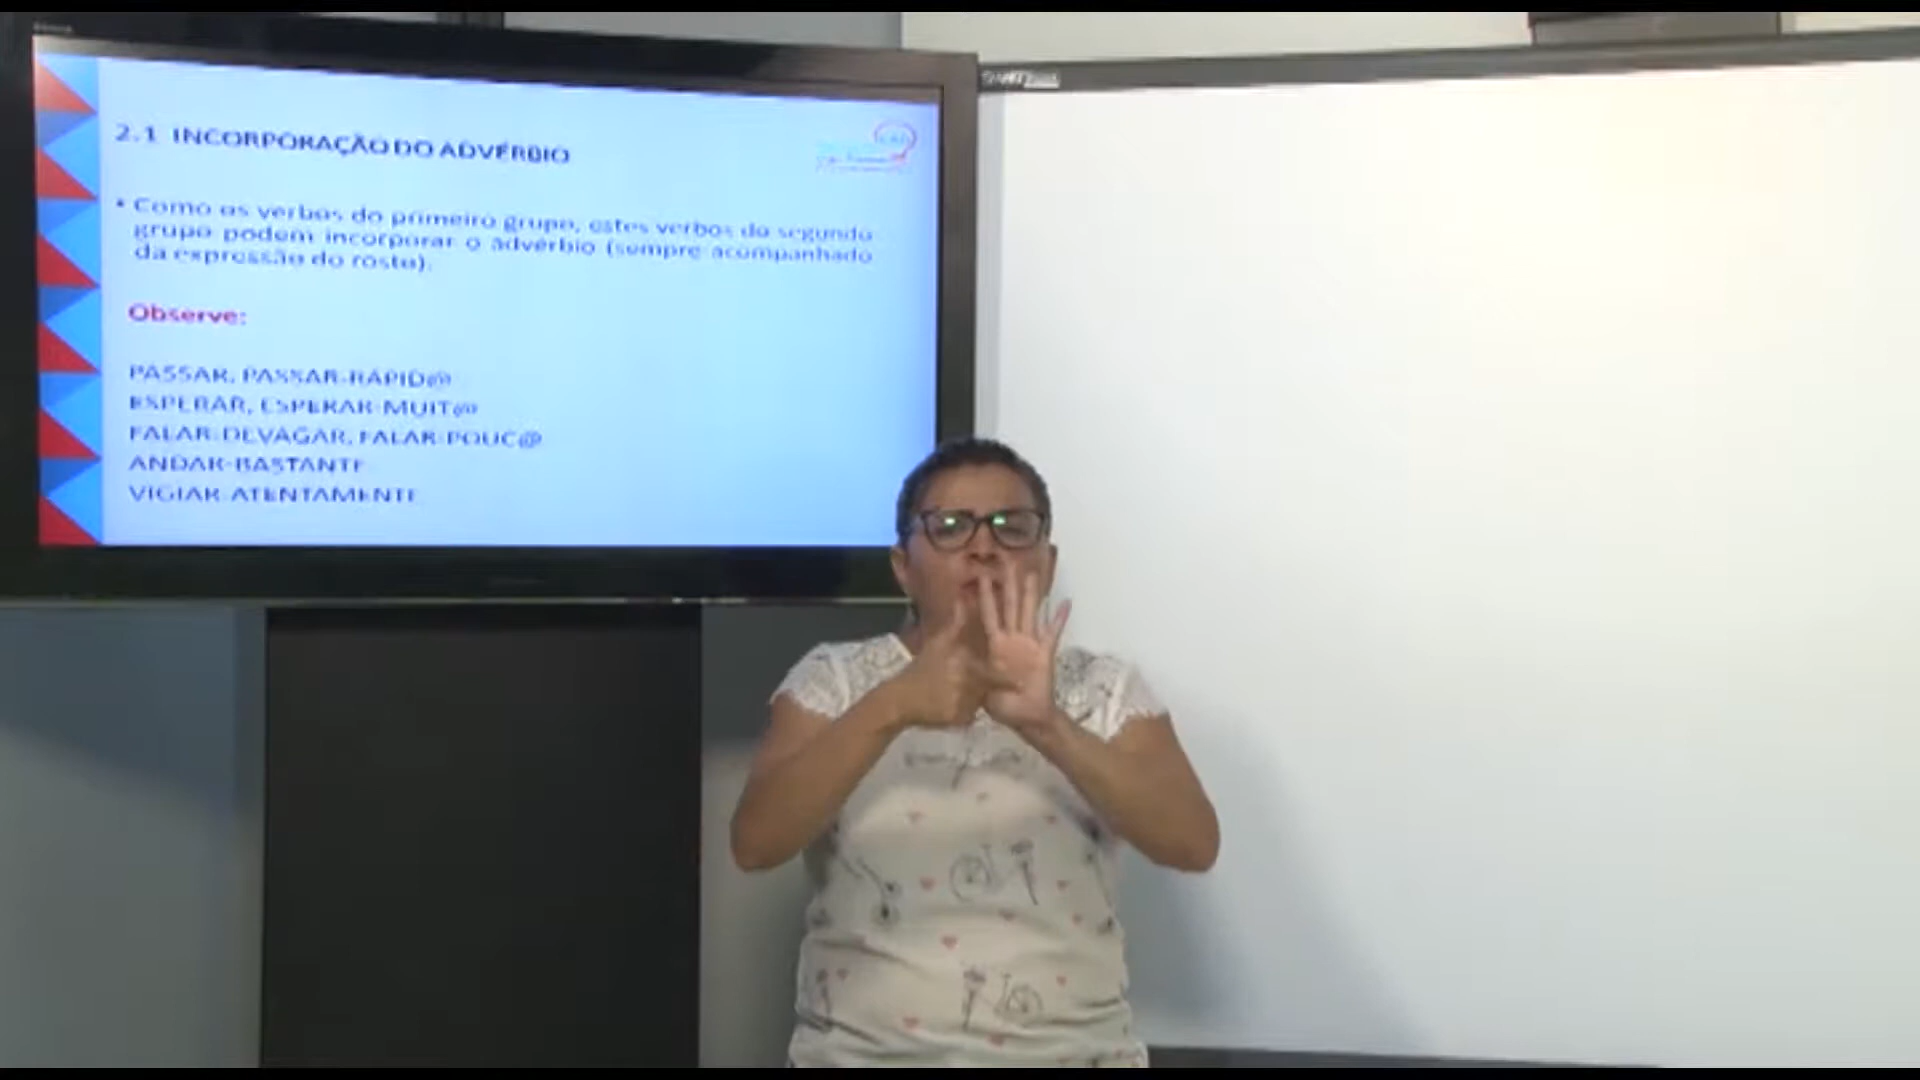 2.1 INCORPORAÇÃO DO ADVÉRBIO
• Como os verbos do primeiro grupo, estes verbos do segundo
grupo podem incorporar o advérbio (sempre acompanhado
da expressão do rosto).
Observe:
PASSAR, PASSAR-RÁPID@
ESPERAR, ESPERAR-MUIT@
FALAR-DEVAGAR, FALAR-POUC@
ANDAR-BASTANTE
VIGIAR-ATENTAMENTE
SMART